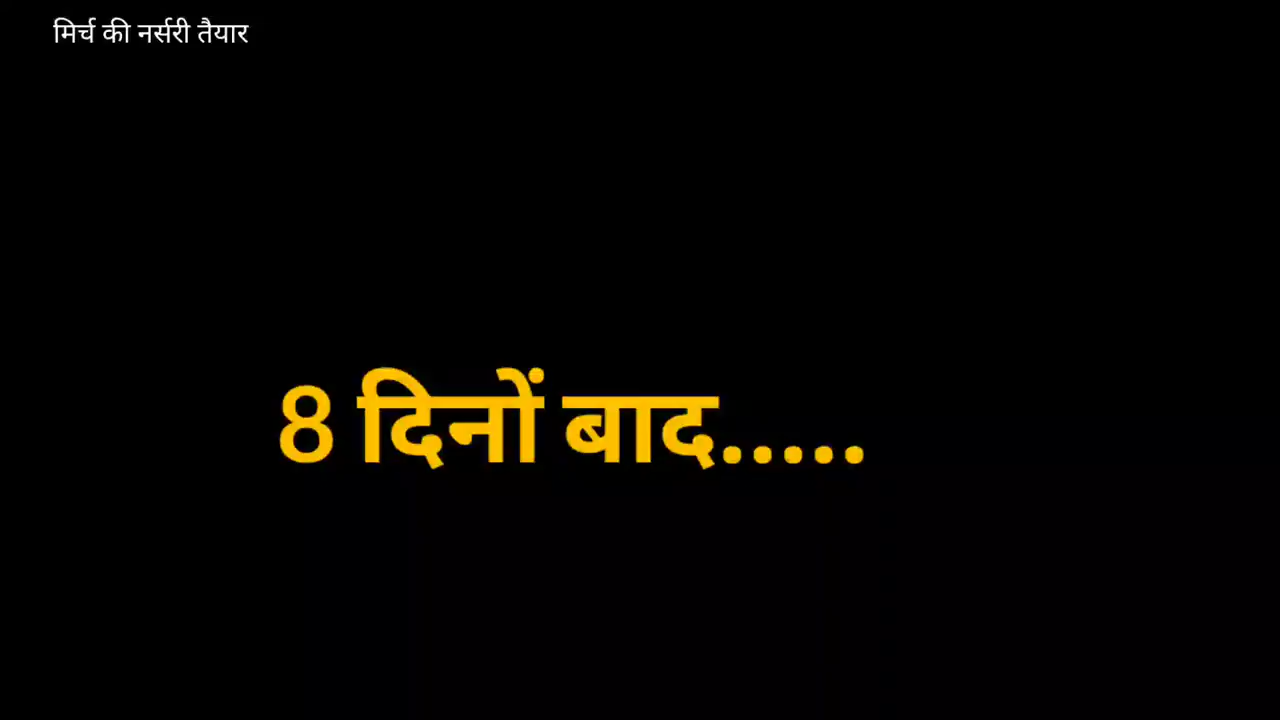 मिर्च की नर्सरी तैयार
8 दिनों बाद.....